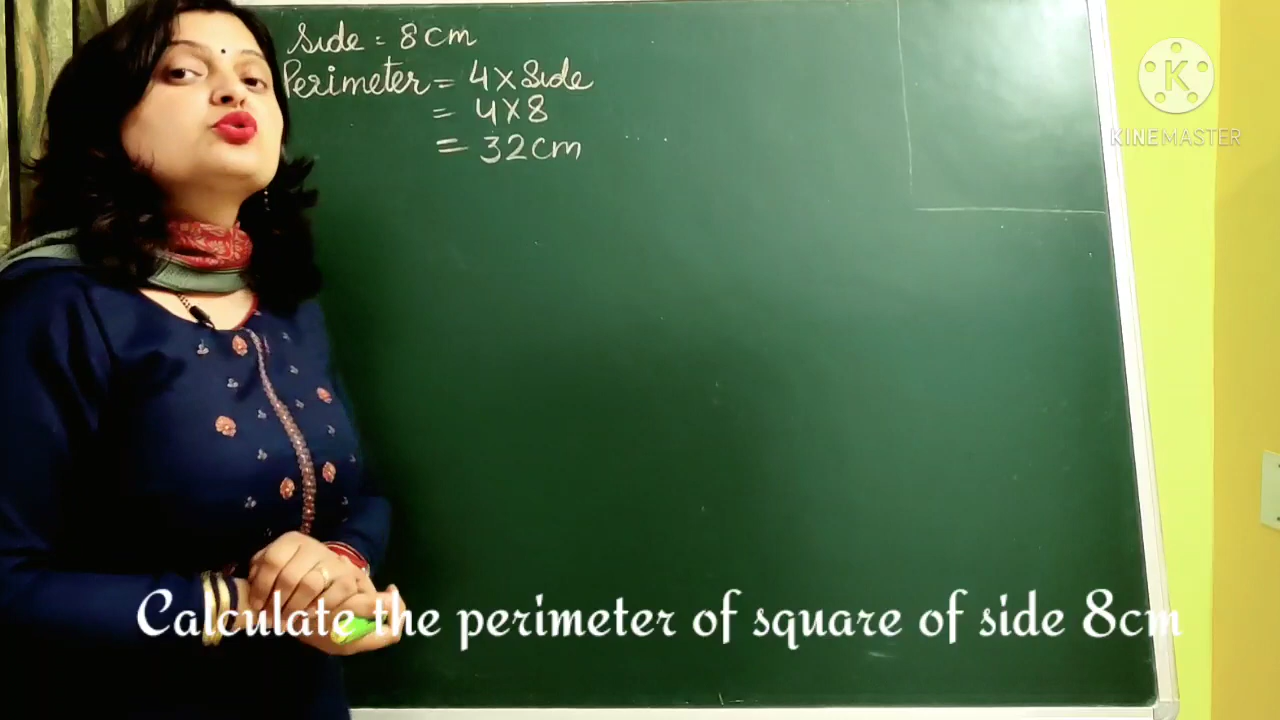 Side = 8cm
Perimeter = 4 x Side
= 4 x 8
= 32cm
K
KINEMASTER
Calculate the perimeter of square of side 8cm